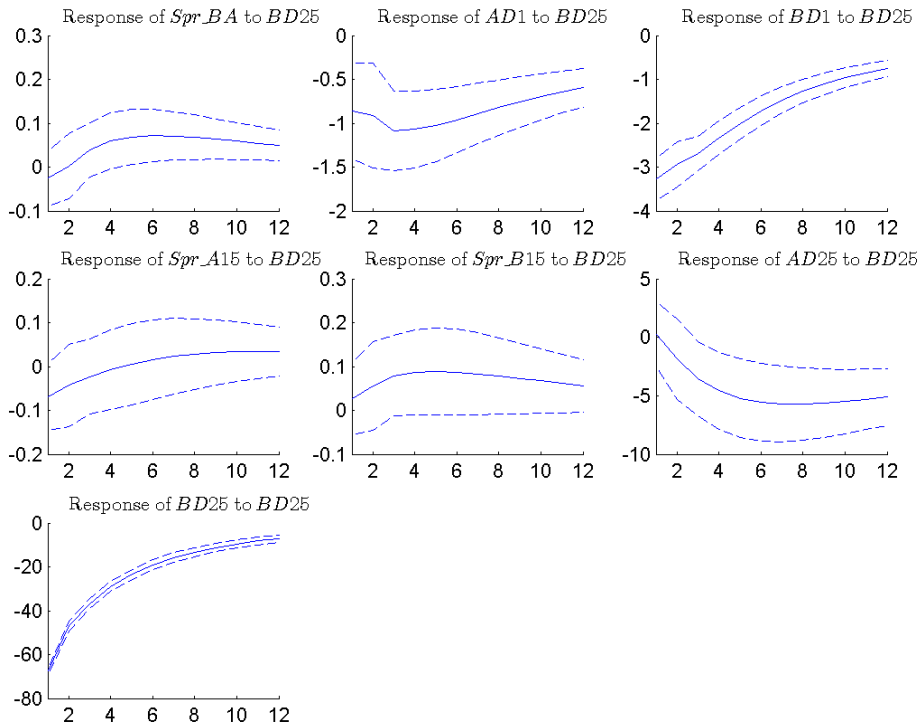 Response of Spr_BA to BD25
0.3
0.2
0.1
0
-0.1
2 4 6 8 10 12
Response of AD1 to BD25
0
-0.5
-1
-1.5
-2
2 4 6 8 10 12
Response of BD1 to BD25
0
-1
-2
-3
-4
2 4 6 8 10 12
Response of Spr_A15 to BD25
0.2
0.1
0
-0.1
-0.2
2 4 6 8 10 12
Response of Spr_B15 to BD25
0.3
0.2
0.1
0
-0.1
2 4 6 8 10 12
Response of AD25 to BD25
5
0
-5
-10
2 4 6 8 10 12
Response of BD25 to BD25
0
-20
-40
-60
-80
2 4 6 8 10 12